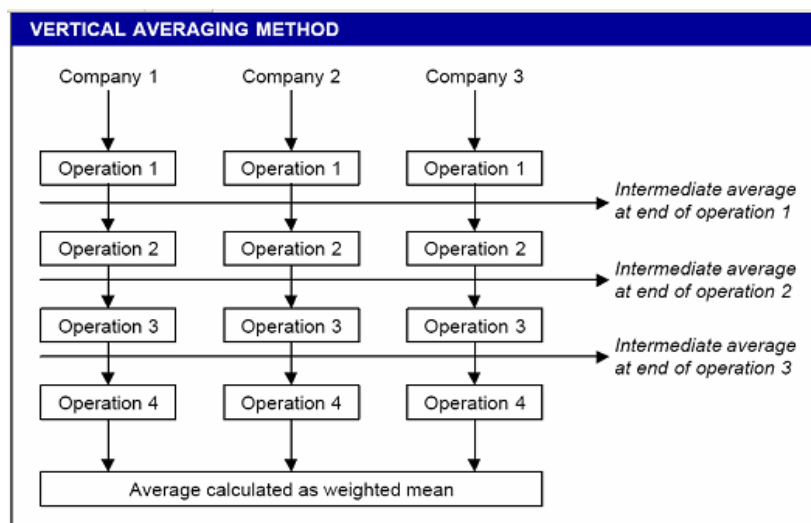 VERTICAL AVERAGING METHOD
Company 1 Company 2 Company 3
Operation 1 Operation 1 Operation 1
Intermediate average
at end of operation 1
Operation 2 Operation 2 Operation 2
Intermediate average
at end of operation 2
Operation 3 Operation 3 Operation 3
Intermediate average
at end of operation 3
Operation 4 Operation 4 Operation 4
Average calculated as weighted mean